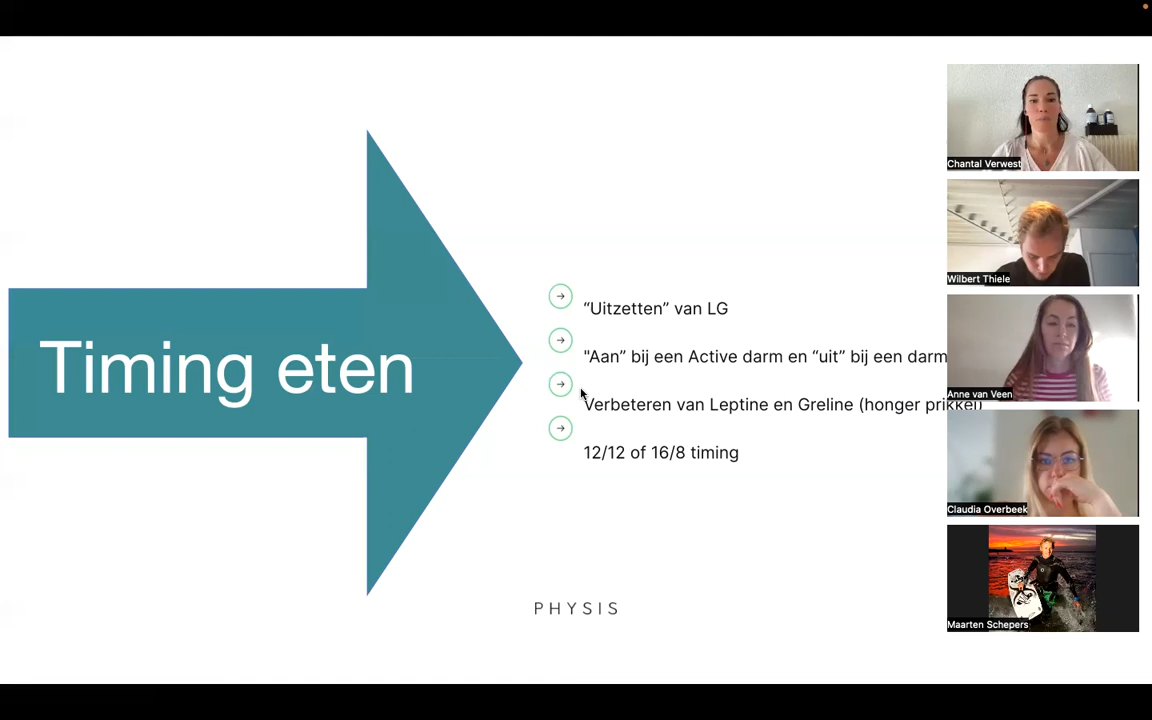 Timing eten
“Uitzetten” van LG
"Aan” bij een Active darm en “uit” bij een darm
Verbeteren van Leptine en Greline (honger prikkel)
12/12 of 16/8 timing
PHYSIS
Chantal Verwest
Wilbert Thiele
Anne van Veen
Claudia Overbeek
Maarten Schepers